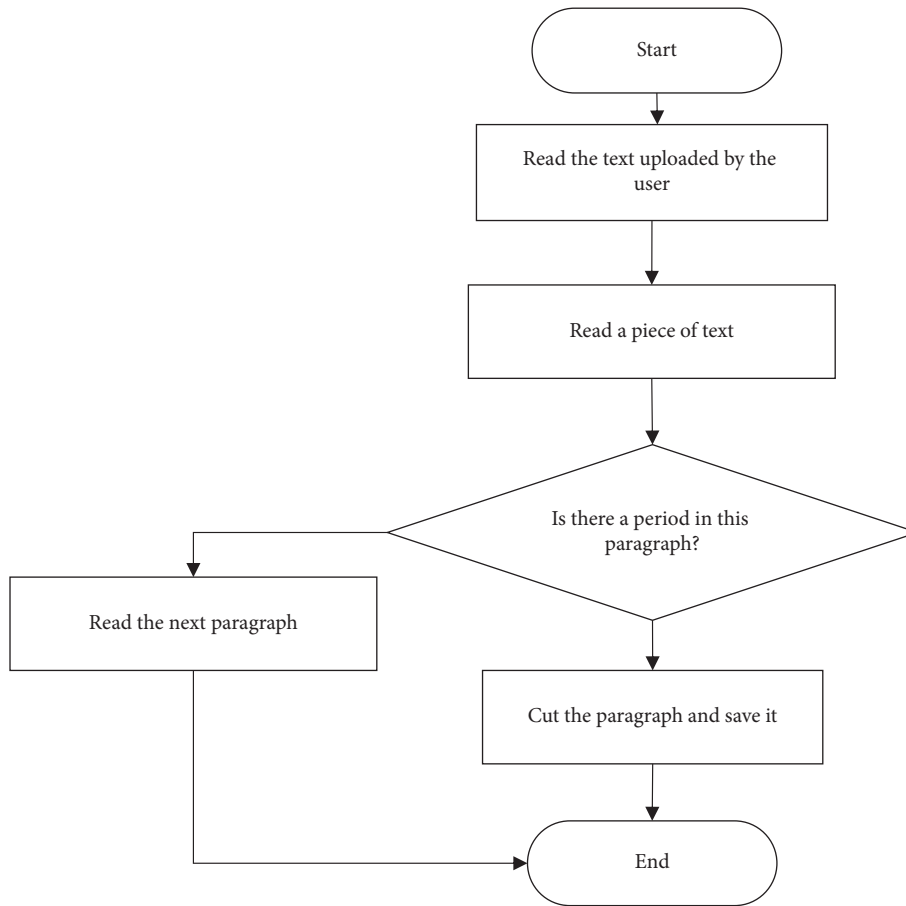 Start
Read the text uploaded by the
user
Read a piece of text
Is there a period in this
paragraph?
Read the next paragraph
Cut the paragraph and save it
End